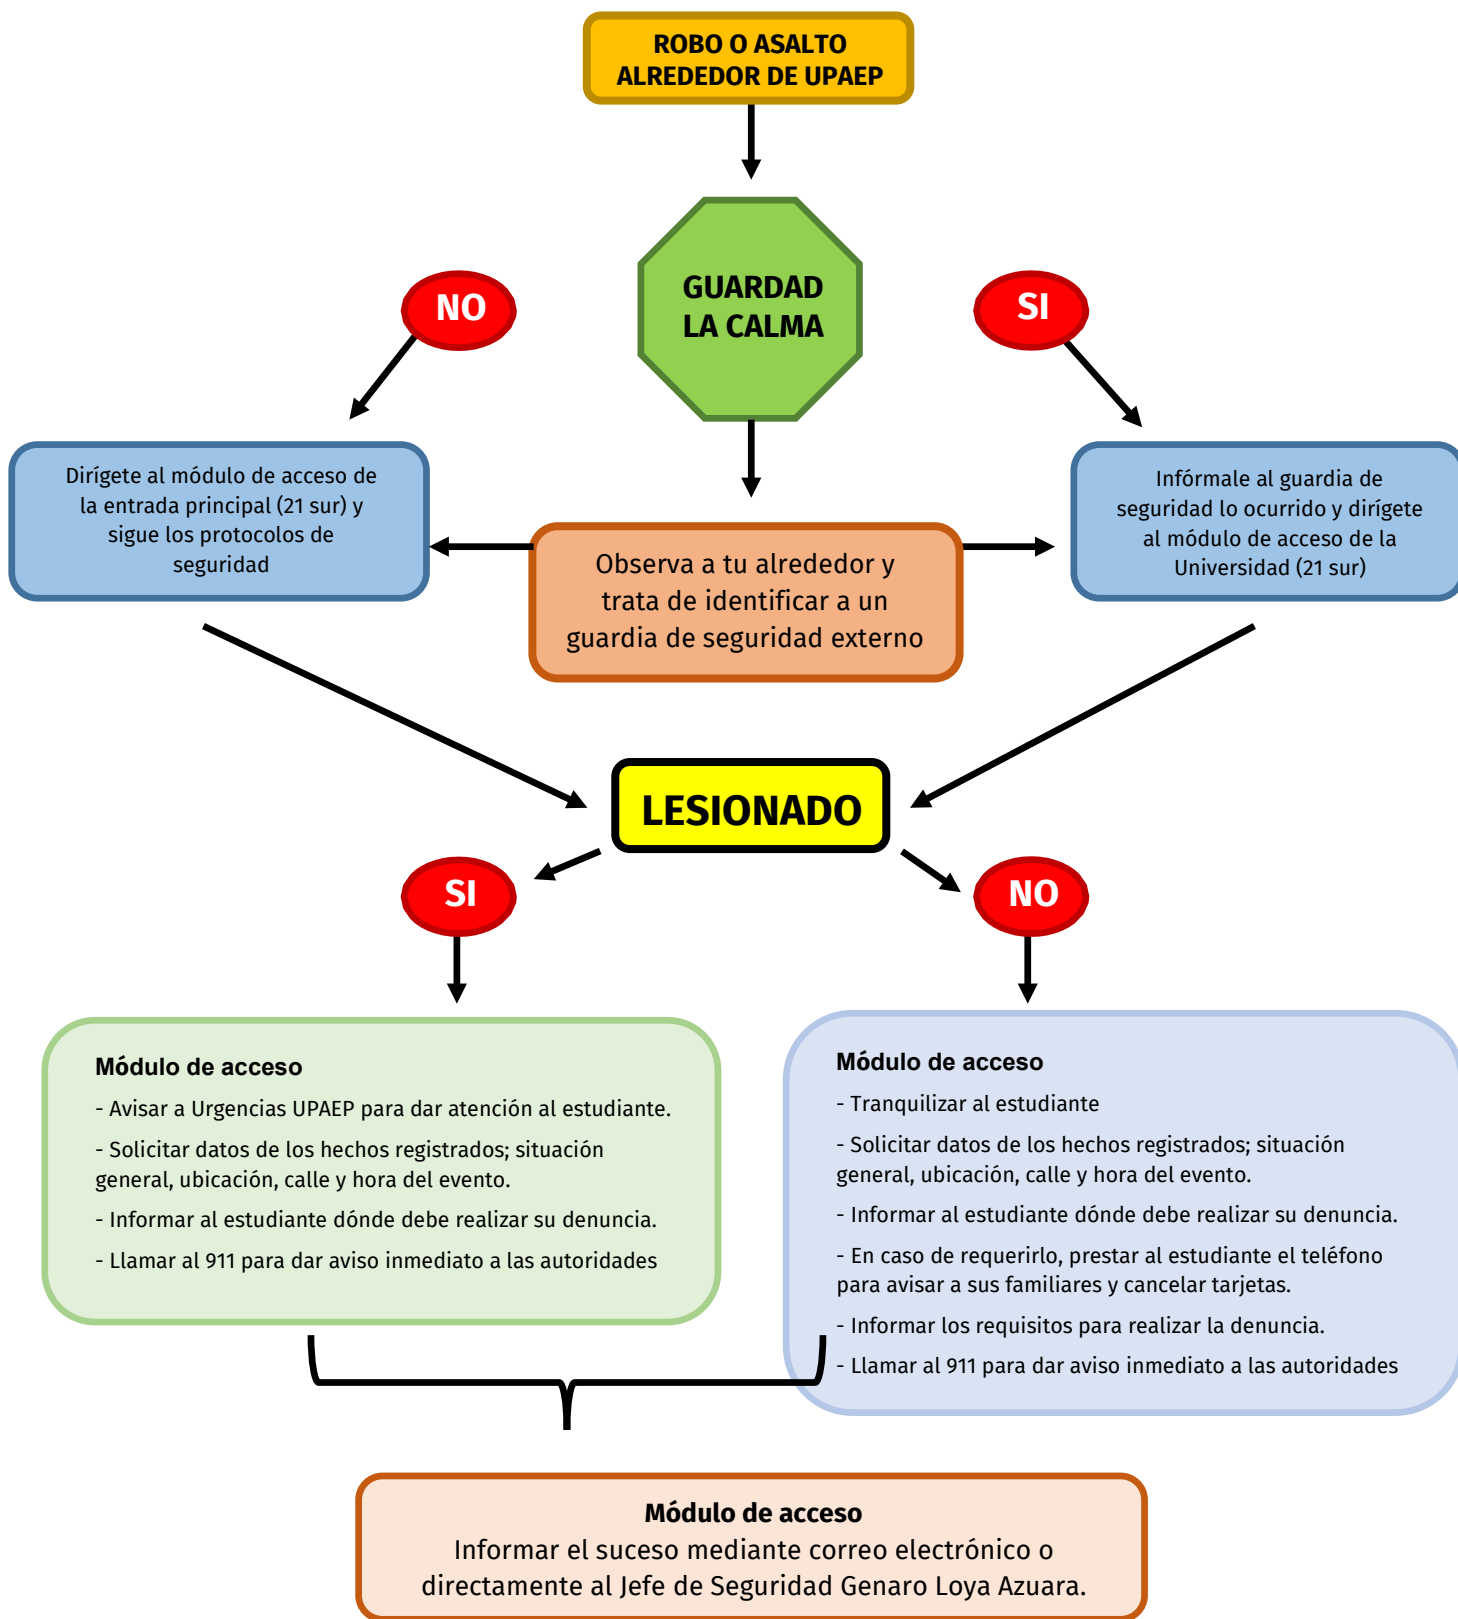 ROBO O ASALTO
ALREDEDOR DE UPAEP
GUARDAD
LA CALMA
NO
SI
Dirígete al módulo de acceso de
la entrada principal (21 sur) y
sigue los protocolos de
seguridad
Observa a tu alrededor y
trata de identificar a un
guardia de seguridad externo
Infórmale al guardia de
seguridad lo ocurrido y dirígete
al módulo de acceso de la
Universidad (21 sur)
LESIONADO
SI
NO
Módulo de acceso
- Avisar a Urgencias UPAEP para dar atención al estudiante.
- Solicitar datos de los hechos registrados; situación
general, ubicación, calle y hora del evento.
- Informar al estudiante dónde debe realizar su denuncia.
- Llamar al 911 para dar aviso inmediato a las autoridades
Módulo de acceso
- Tranquilizar al estudiante
- Solicitar datos de los hechos registrados; situación
general, ubicación, calle y hora del evento.
- Informar al estudiante dónde debe realizar su denuncia.
- En caso de requerirlo, prestar al estudiante el teléfono
para avisar a sus familiares y cancelar tarjetas.
- Informar los requisitos para realizar la denuncia.
- Llamar al 911 para dar aviso inmediato a las autoridades
Módulo de acceso
Informar el suceso mediante correo electrónico o
directamente al Jefe de Seguridad Genaro Loya Azuara.